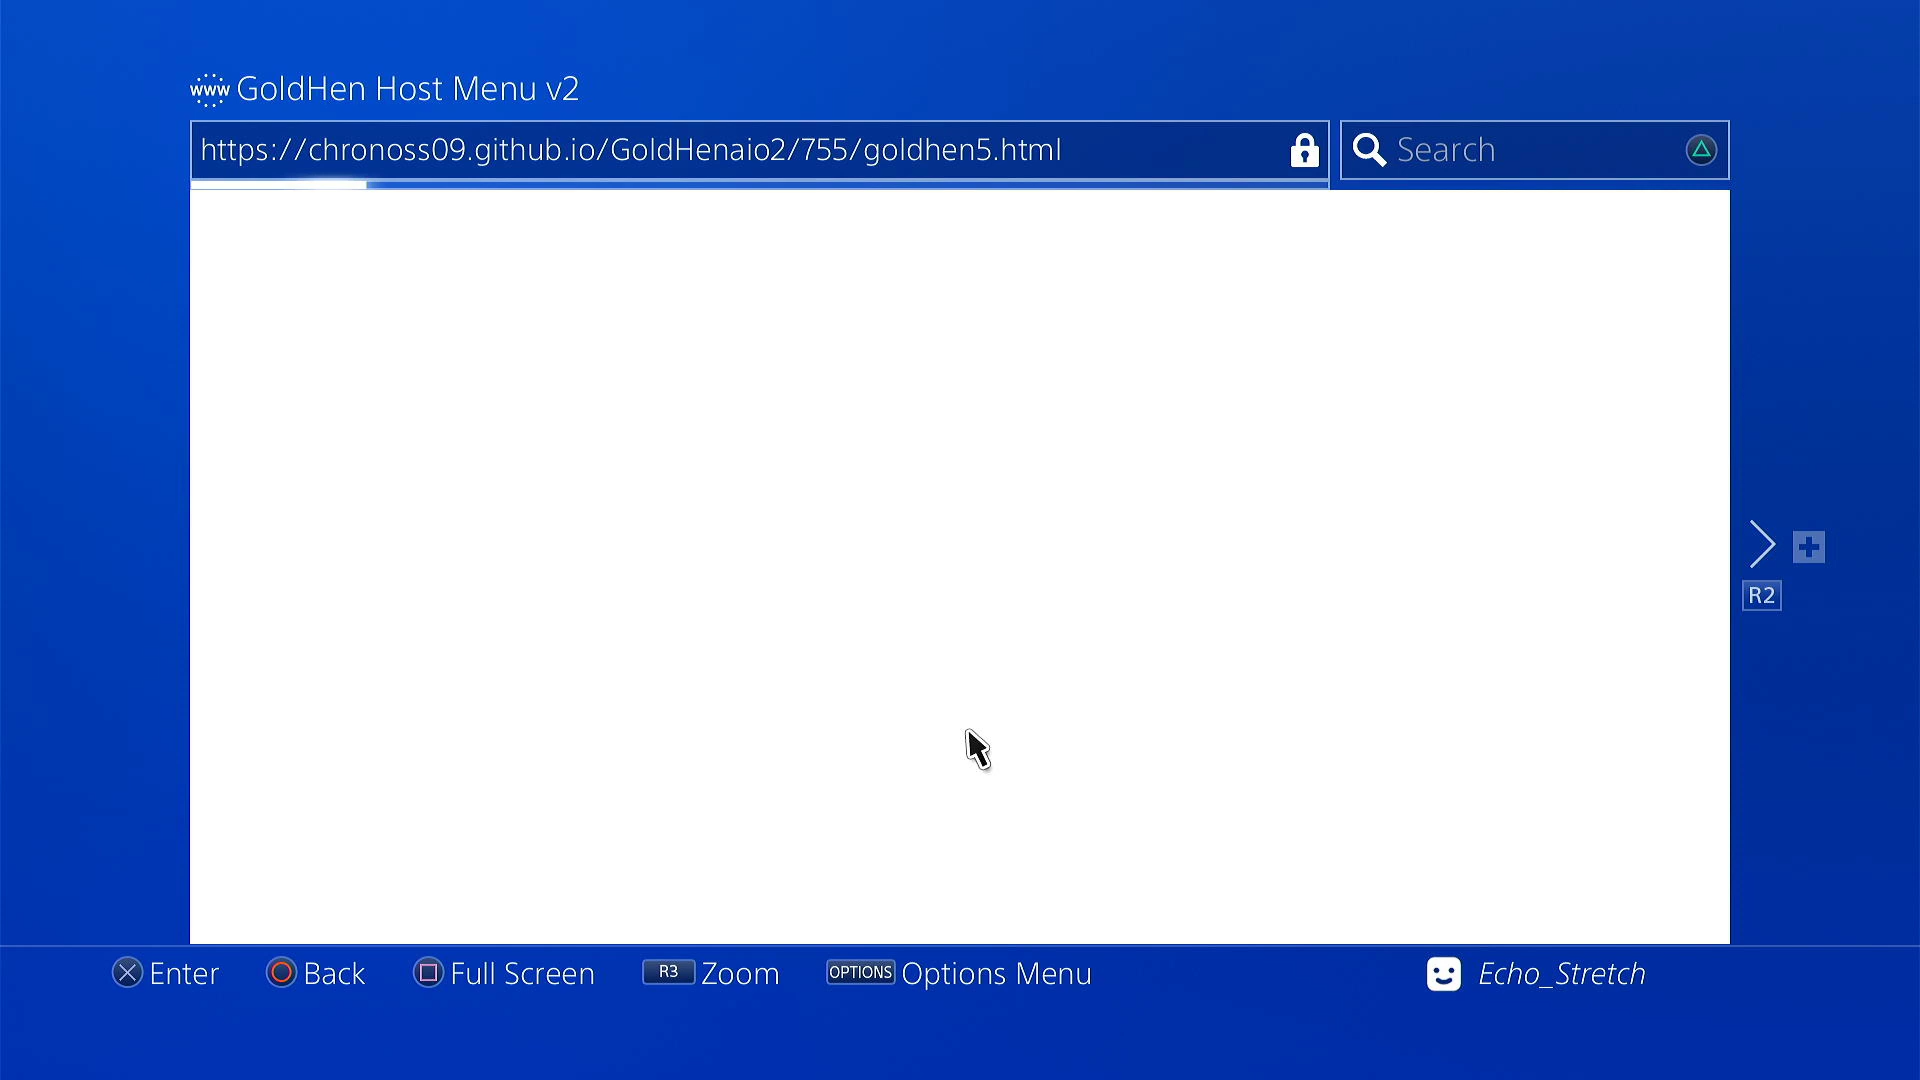 www GoldHen Host Menu v2
https://chronoss09.github.io/GoldHenaio2/755/goldhen5.html
Search
R2
Enter
Back
Full Screen
R3 Zoom
OPTIONS Options Menu
Echo_Stretch